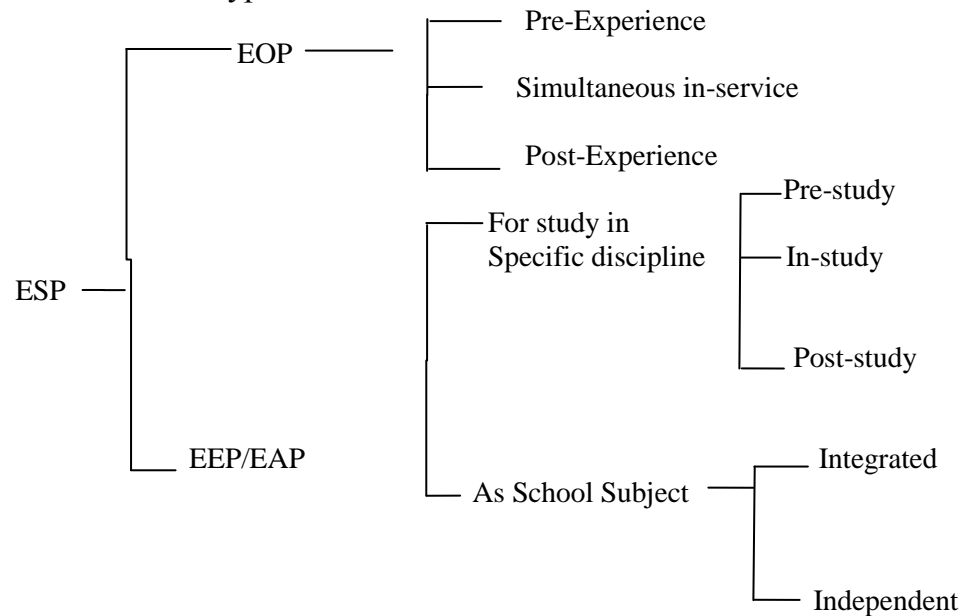 Pre-Experience
EOP
Simultaneous in-service
Post-Experience
Pre-study
For study in
Specific discipline
In-study
ESP
Post-study
EEP/EAP
Integrated
As School Subject
Independent